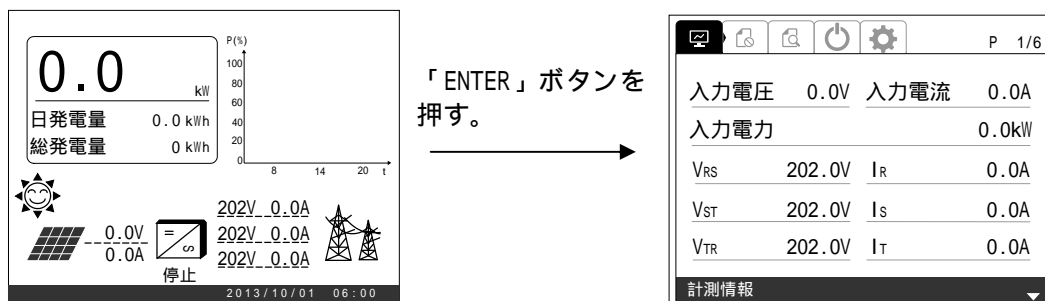 P(%)
0.0 kW
日発電量 0.0 kWh
総発電量 0 kWh
100
80
60
40
20
0
8 14 20 t
0.0V
0.0A
停止
202V 0.0A
202V 0.0A
202V 0.0A
2013/10/01 06:00
「ENTER」ボタンを
押す。
P 1/6
入力電圧 0.0V 入力電流 0.0A
入力電力 0.0kW
VRS 202.0V IR 0.0A
VST 202.0V IS 0.0A
VTR 202.0V IT 0.0A
計測情報